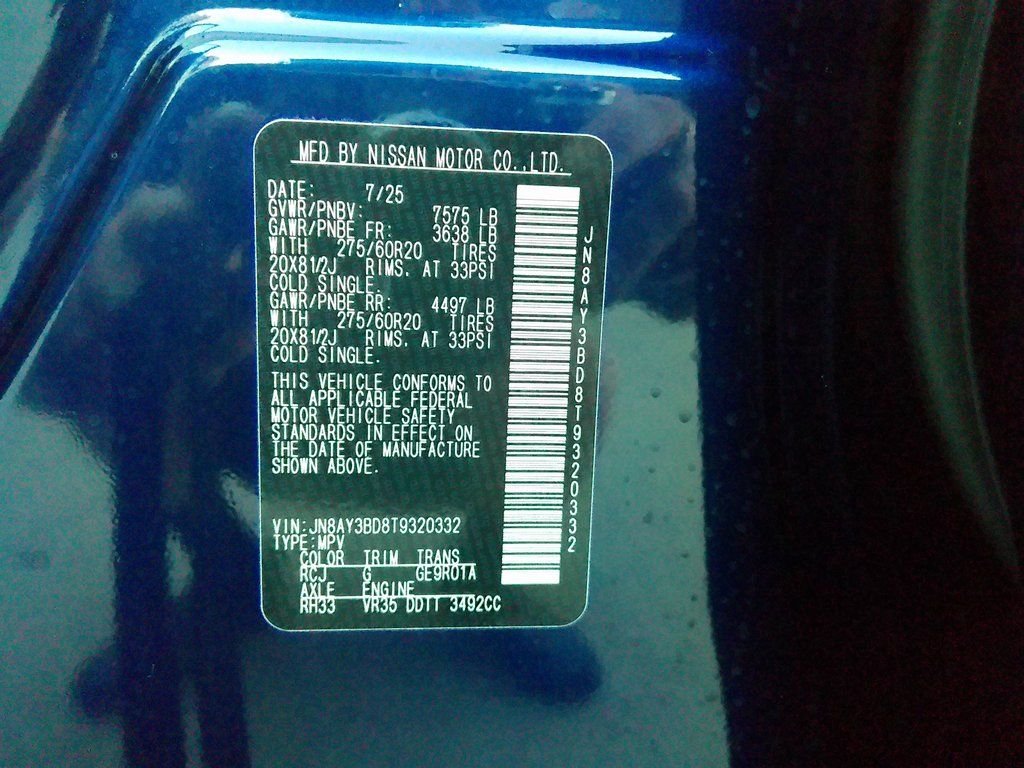 MFD BY NISSAN MOTOR CO.,LTD.
DATE: 7/25
GVWR/PNBV: 7575 LB
GAWR/PNBE FR: 3638 LB
WITH 275/60R20 TIRES
20X81/2J RIMS. AT 33PSI
COLD SINGLE.
GAWR/PNBE RR: 4497 LB
WITH 275/60R20 TIRES
20X81/2J RIMS. AT 33PSI
COLD SINGLE.
THIS VEHICLE CONFORMS TO
ALL APPLICABLE FEDERAL
MOTOR VEHICLE SAFETY
STANDARDS IN EFFECT ON
THE DATE OF MANUFACTURE
SHOWN ABOVE.
VIN:JN8AY3BD8T9320332
TYPE:MPV
COLOR TRIM TRANS
RCJ G GE9R01A
AXLE ENGINE
RH33 VR35 DDTT 3492CC
JN8AY3BD8T9320332